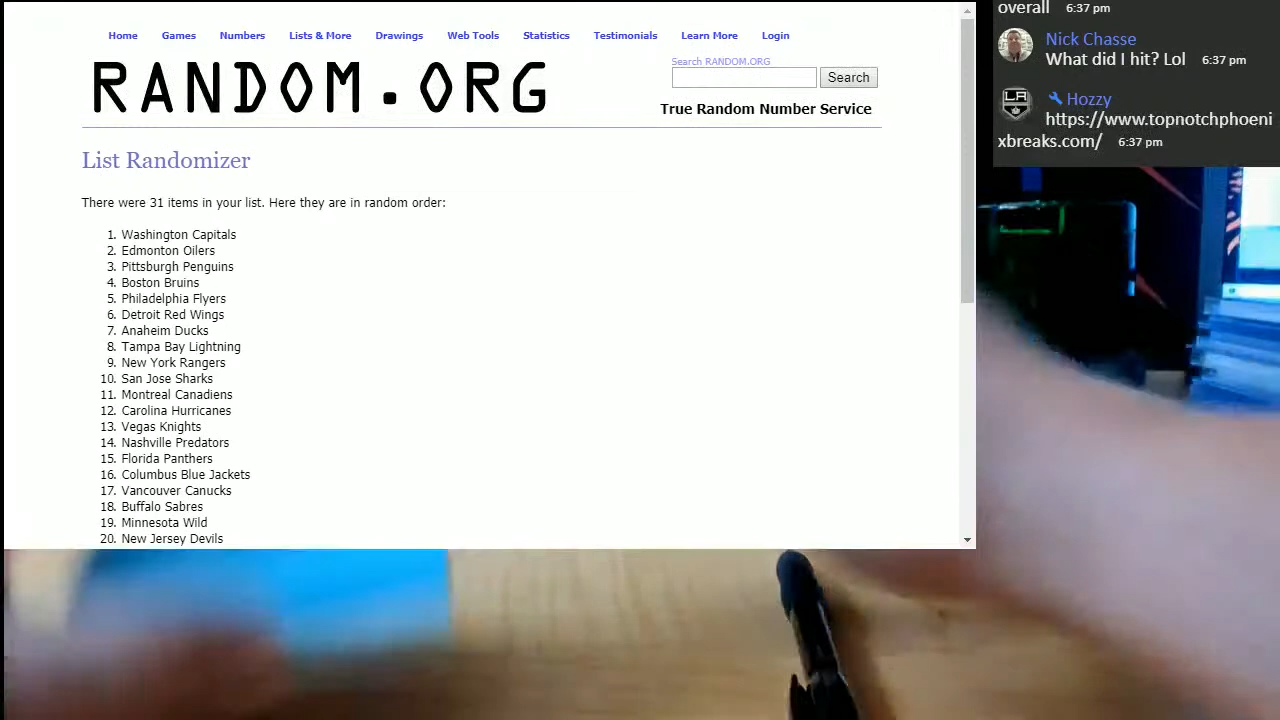 Home Games Numbers Lists & More Drawings Web Tools Statistics Testimonials Learn More Login
RANDOM.ORG
Search RANDOM.ORG
Search
True Random Number Service
List Randomizer
There were 31 items in your list. Here they are in random order:
1. Washington Capitals
2. Edmonton Oilers
3. Pittsburgh Penguins
4. Boston Bruins
5. Philadelphia Flyers
6. Detroit Red Wings
7. Anaheim Ducks
8. Tampa Bay Lightning
9. New York Rangers
10. San Jose Sharks
11. Montreal Canadiens
12. Carolina Hurricanes
13. Vegas Knights
14. Nashville Predators
15. Florida Panthers
16. Columbus Blue Jackets
17. Vancouver Canucks
18. Buffalo Sabres
19. Minnesota Wild
20. New Jersey Devils
overall 6:37 pm
Nick Chasse
What did I hit? Lol 6:37 pm
LA
Hozzy
https://www.topnotchphoeni
xbreaks.com/ 6:37 pm